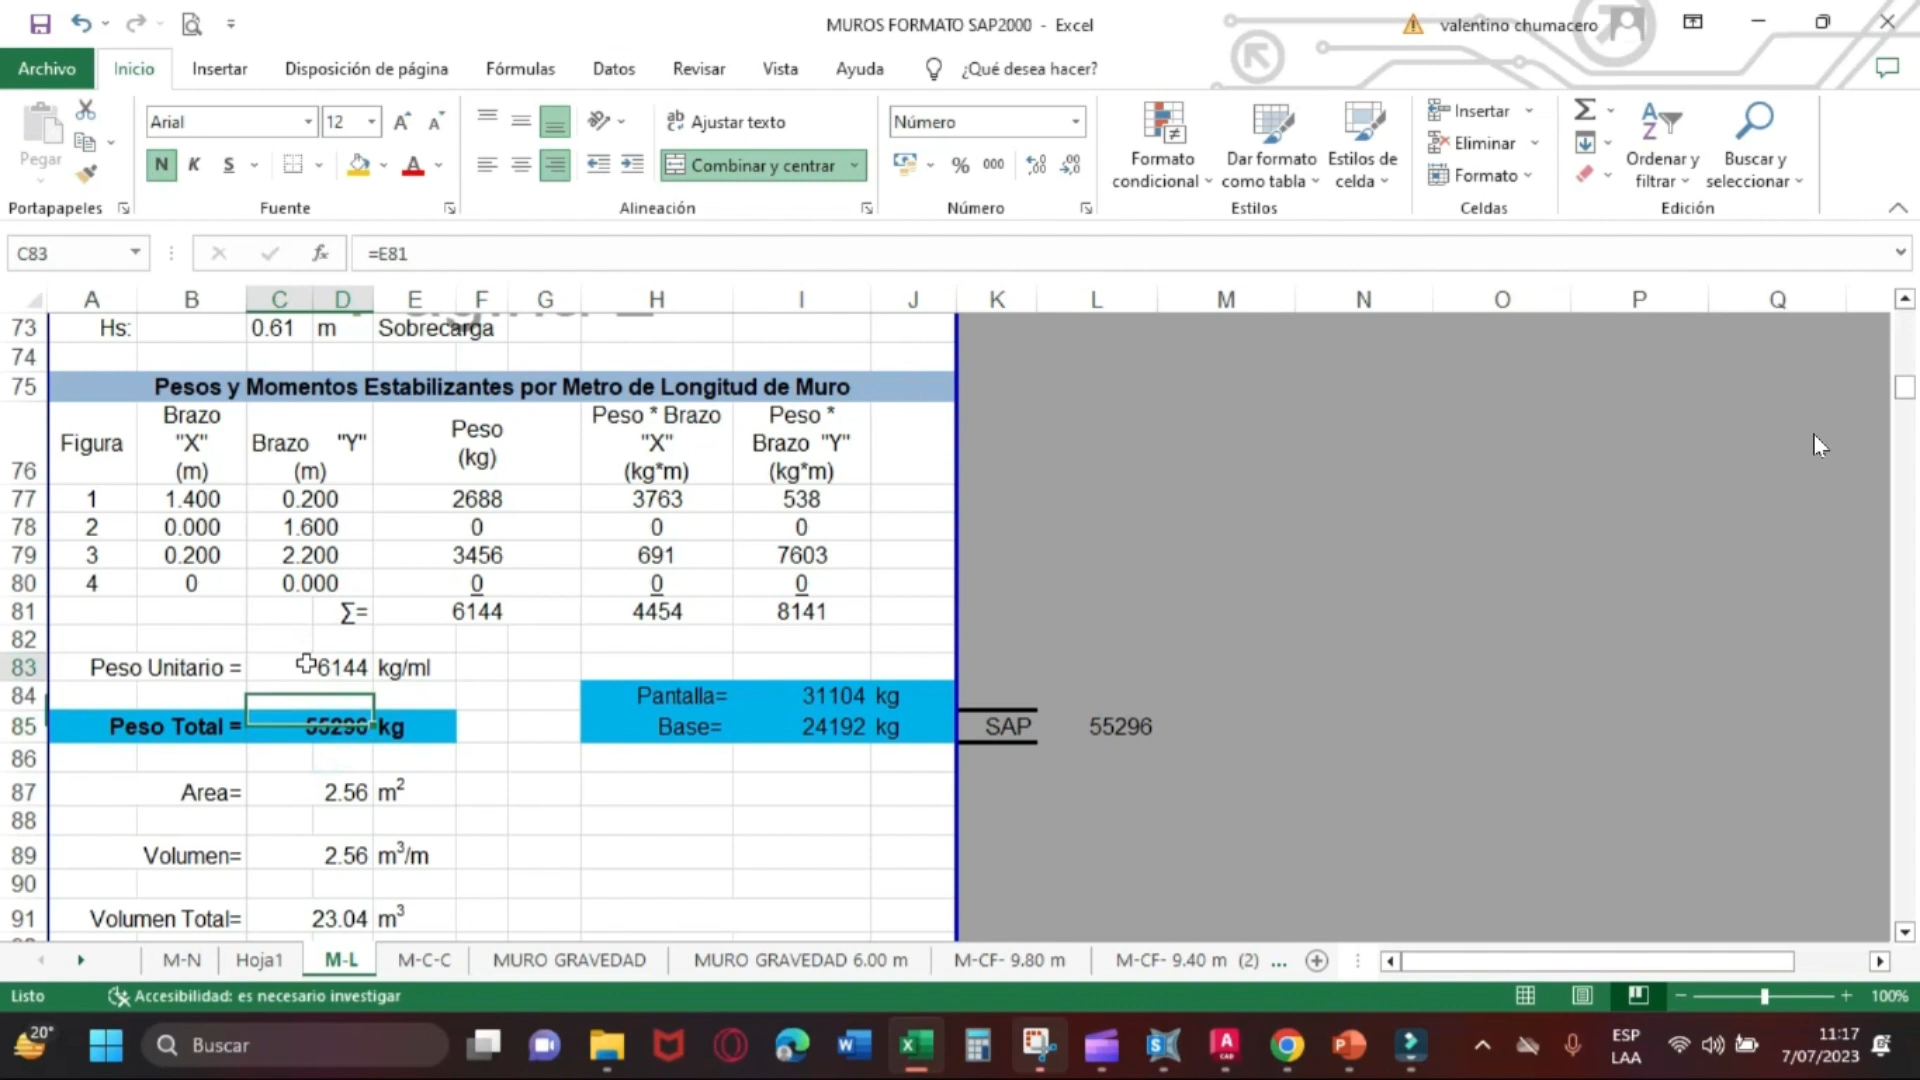 MUROS FORMATO SAP2000 - Excel
valentino chumacero
Archivo Inicio Insertar Disposición de página Fórmulas Datos Revisar Vista Ayuda ¿Qué desea hacer?
Pegar
Arial 12
N K S
Ajustar texto
Combinar y centrar
Número
% 000
Formato condicional
Dar formato como tabla
Estilos de celda
Insertar
Eliminar
Formato
Ordenar y filtrar
Buscar y seleccionar
Portapapeles Fuente Alineación Número Estilos Celdas Edición
C83 fx =E81
A B C D E F G H I J K L M N O P Q
73 Hs: 0.61 m Sobrecarga
74
75 Pesos y Momentos Estabilizantes por Metro de Longitud de Muro
76 Figura Brazo "X" (m) Brazo "Y" (m) Peso (kg) Peso * Brazo "X" (kg*m) Peso * Brazo "Y" (kg*m)
77 1 1.400 0.200 2688 3763 538
78 2 0.000 1.600 0 0 0
79 3 0.200 2.200 3456 691 7603
80 4 0 0.000 0 0 0
81 ∑= 6144 4454 8141
82
83 Peso Unitario = 6144 kg/ml
84 Pantalla= 31104 kg
85 Peso Total = 55296 kg Base= 24192 kg SAP 55296
86
87 Area= 2.56 m²
88
89 Volumen= 2.56 m³/m
90
91 Volumen Total= 23.04 m³
M-N Hoja1 M-L M-C-C MURO GRAVEDAD MURO GRAVEDAD 6.00 m M-CF- 9.80 m M-CF- 9.40 m (2) ...
Listo Accesibilidad: es necesario investigar 100%
20° Buscar ESP LAA 11:17 7/07/2023